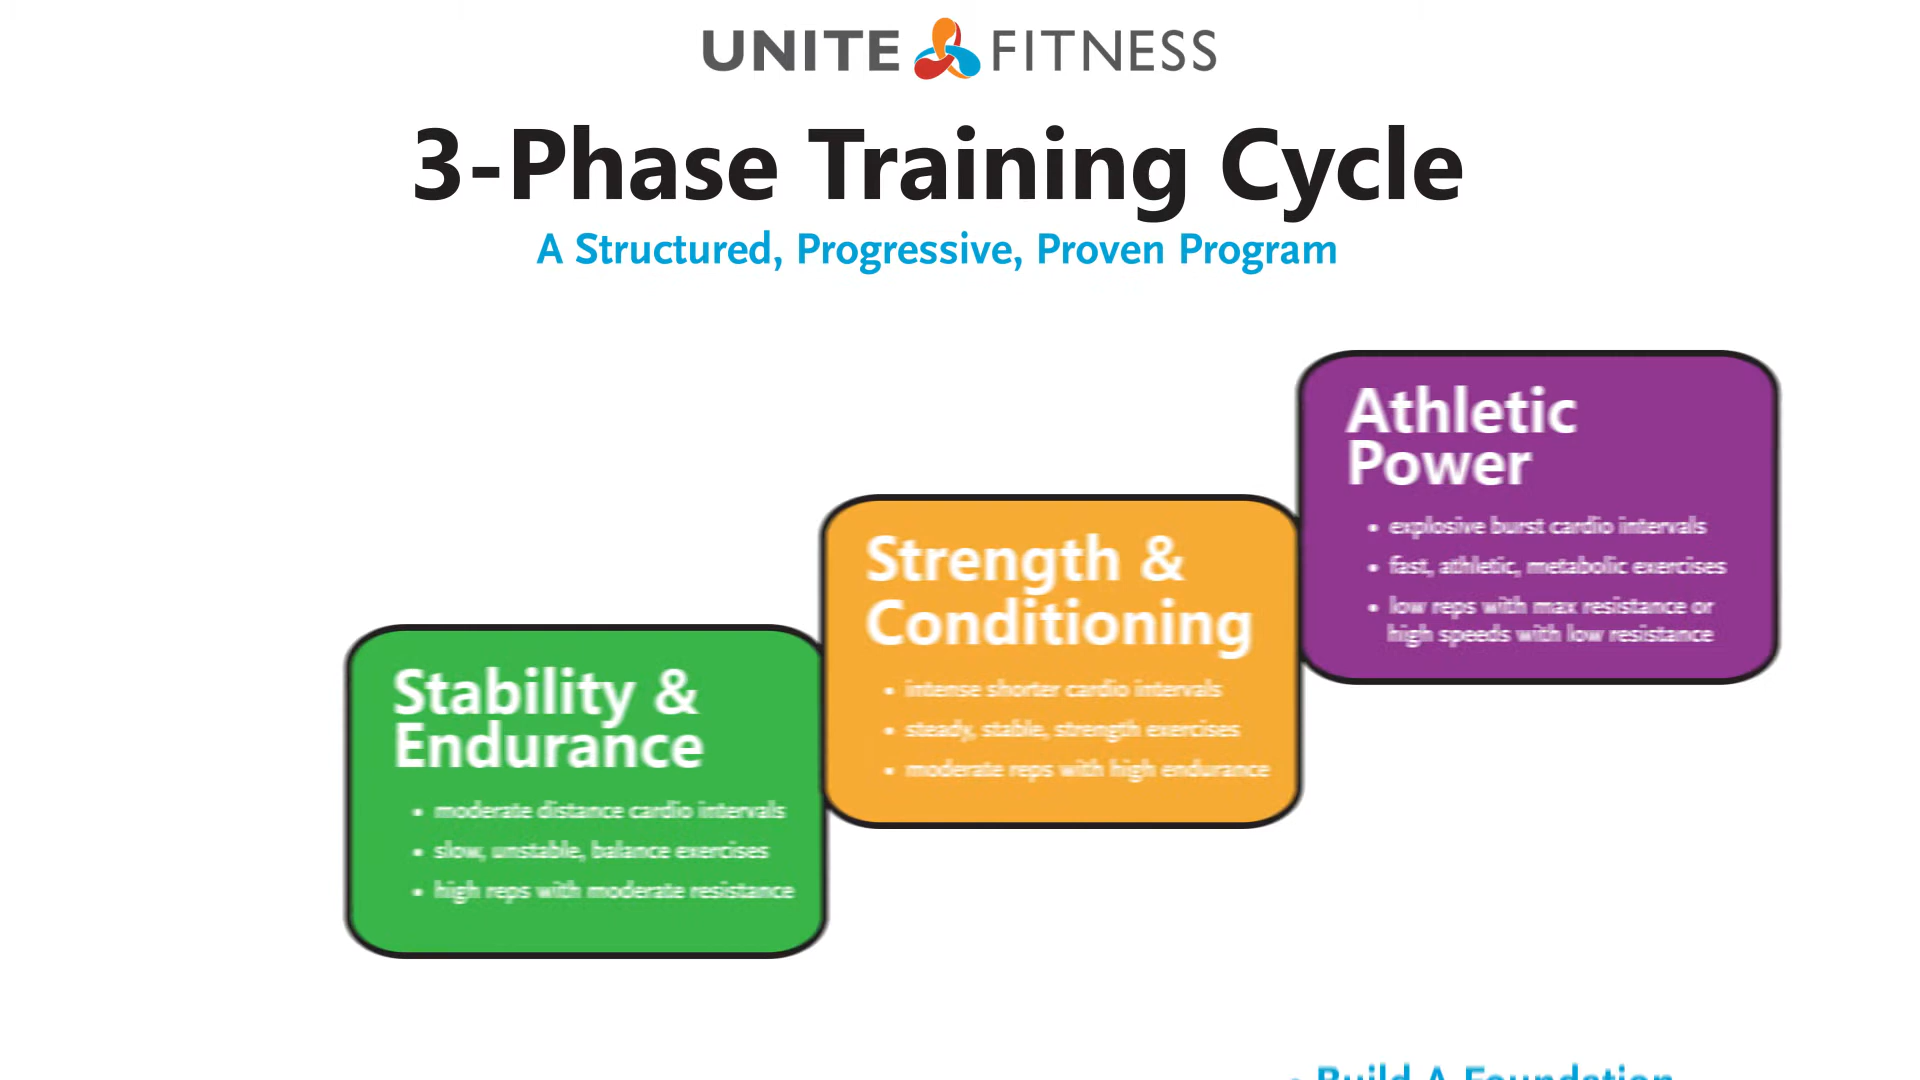 UNITE FITNESS
3-Phase Training Cycle
A Structured, Progressive, Proven Program
Athletic
Power
• explosive burst cardio intervals
• fast, athletic, metabolic exercises
• low reps with max resistance or
high speeds with low resistance
Strength &
Conditioning
• intense shorter cardio intervals
• steady, stable, strength exercises
• moderate reps with high endurance
Stability &
Endurance
• moderate distance cardio intervals
• slow, unstable, balance exercises
• high reps with moderate resistance
• Build A Foundation